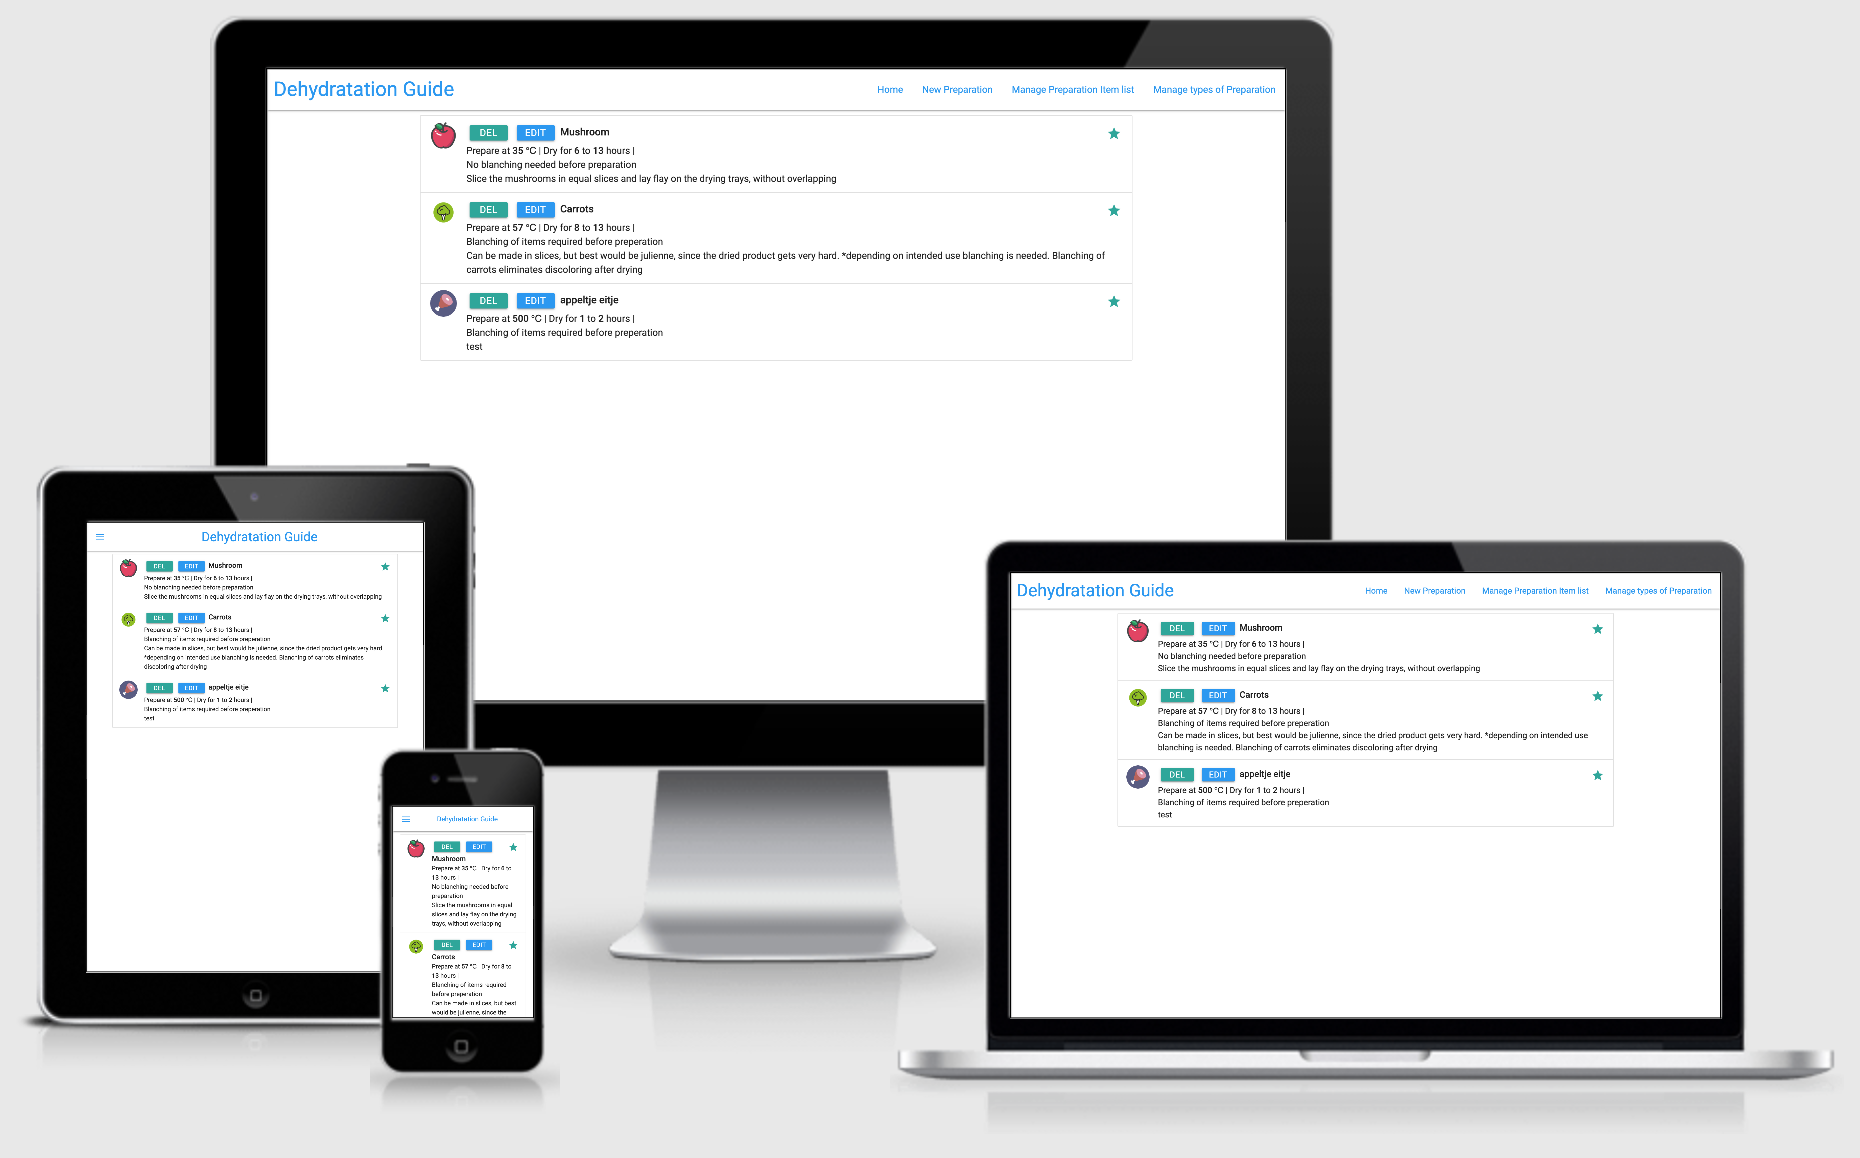 Dehydratation Guide
Home New Preparation Manage Preparation Item list Manage types of Preparation
DEL EDIT Mushroom
Prepare at 35 °C | Dry for 6 to 13 hours |
No blanching needed before preparation
Slice the mushrooms in equal slices and lay flay on the drying trays, without overlapping
DEL EDIT Carrots
Prepare at 57 °C | Dry for 8 to 13 hours |
Blanching of items required before preperation
Can be made in slices, but best would be julienne, since the dried product gets very hard. *depending on intended use blanching is needed. Blanching of
carrots eliminates discoloring after drying
DEL EDIT appeltje eitje
Prepare at 500 °C | Dry for 1 to 2 hours |
Blanching of items required before preperation
test
Dehydratation Guide
DEL EDIT Mushroom
Prepare at 35 °C | Dry for 6 to 13 hours |
No blanching needed before preparation
Slice the mushrooms in equal slices and lay flay on the drying trays, without overlapping
DEL EDIT Carrots
Prepare at 57 °C | Dry for 8 to 13 hours |
Blanching of items required before preperation
Can be made in slices, but best would be julienne, since the dried product gets very hard.
*depending on intended use blanching is needed. Blanching of carrots eliminates
discoloring after drying
DEL EDIT appeltje eitje
Prepare at 500 °C | Dry for 1 to 2 hours |
Blanching of items required before preperation
test
Dehydratation Guide
DEL EDIT
Mushroom
Prepare at 35 °C | Dry for 6 to
13 hours |
No blanching needed before
preparation
Slice the mushrooms in equal
slices and lay flay on the drying
trays, without overlapping
DEL EDIT
Carrots
Prepare at 57 °C | Dry for 8 to
13 hours |
Blanching of items required
before preperation
Can be made in slices, but best
would be julienne, since the
Dehydratation Guide
Home New Preparation Manage Preparation Item list Manage types of Preparation
DEL EDIT Mushroom
Prepare at 35 °C | Dry for 6 to 13 hours |
No blanching needed before preparation
Slice the mushrooms in equal slices and lay flay on the drying trays, without overlapping
DEL EDIT Carrots
Prepare at 57 °C | Dry for 8 to 13 hours |
Blanching of items required before preperation
Can be made in slices, but best would be julienne, since the dried product gets very hard. *depending on intended use
blanching is needed. Blanching of carrots eliminates discoloring after drying
DEL EDIT appeltje eitje
Prepare at 500 °C | Dry for 1 to 2 hours |
Blanching of items required before preperation
test